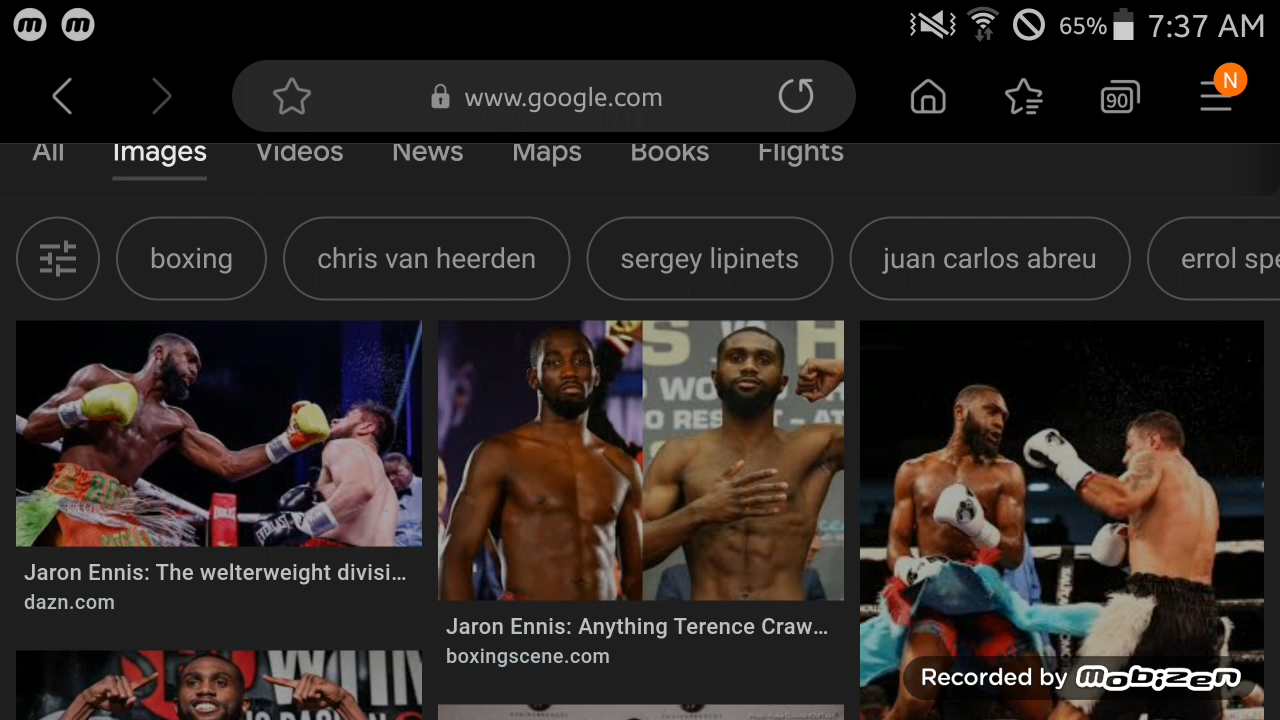 65% 7:37 AM
www.google.com
90
N
All Images Videos News Maps Books Flights
boxing chris van heerden sergey lipinets juan carlos abreu errol spe
Jaron Ennis: The welterweight divisi...
dazn.com
Jaron Ennis: Anything Terence Craw...
boxingscene.com
Recorded by mobizen